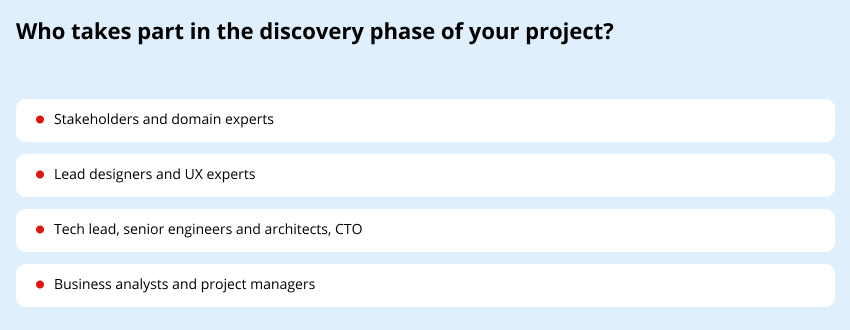 Who takes part in the discovery phase of your project?
Stakeholders and domain experts
Lead designers and UX experts
Tech lead, senior engineers and architects, CTO
Business analysts and project managers